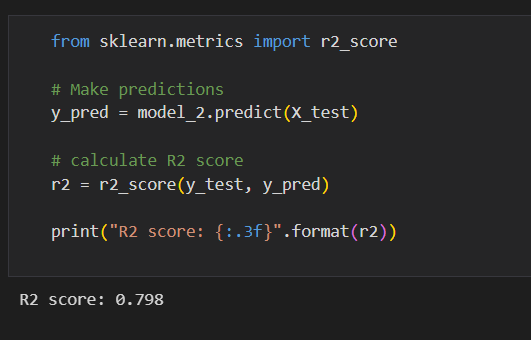 from sklearn.metrics import r2_score
# Make predictions
y_pred = model_2.predict(X_test)
# calculate R2 score
r2 = r2_score(y_test, y_pred)
print("R2 score: {:.3f}".format(r2))
R2 score: 0.798